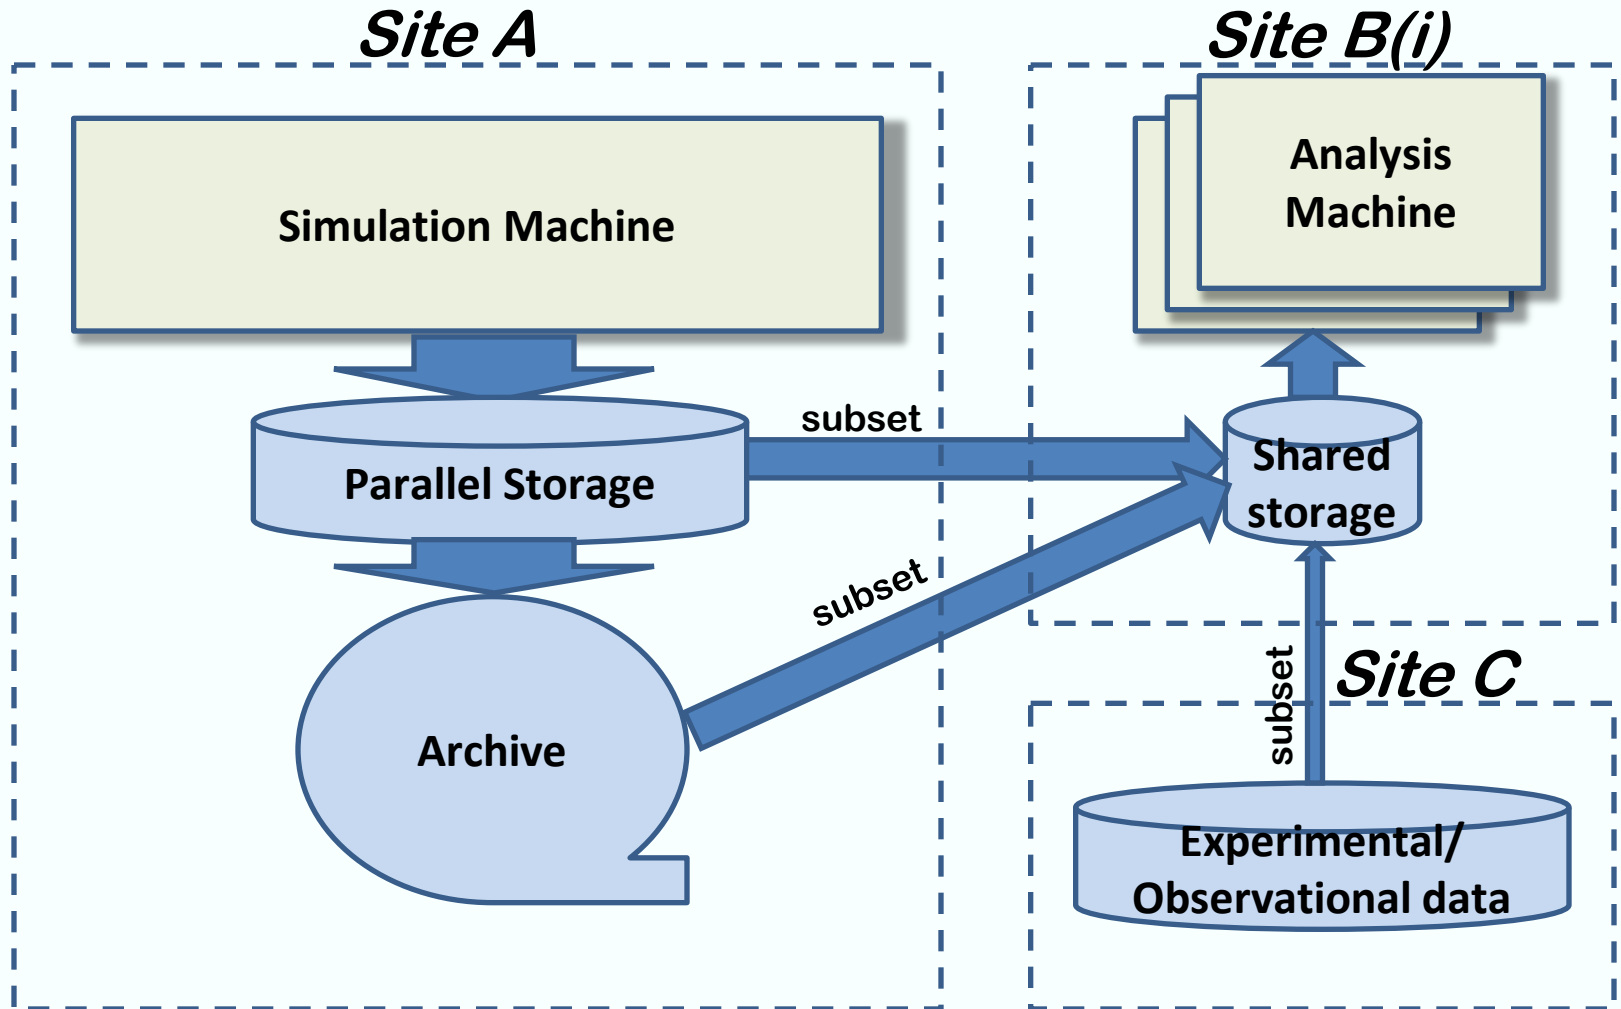 Site A
Site B(i)
Simulation Machine
Analysis
Machine
subset
Parallel Storage
Shared
storage
subset
Archive
Site C
subset
Experimental/
Observational data